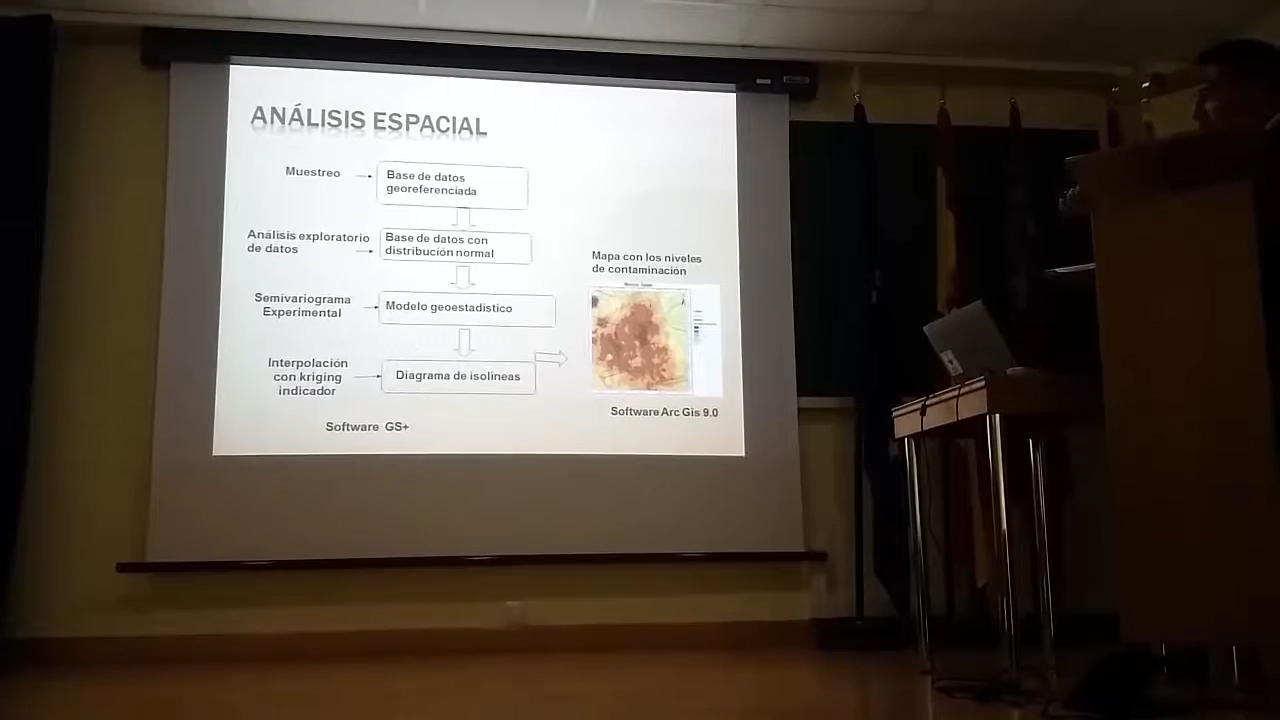 ANÁLISIS ESPACIAL
Muestreo
Base de datos
georeferenciada
Análisis exploratorio
de datos
Base de datos con
distribución normal
Semivariograma
Experimental
Modelo geoestadistico
Interpolación
con kriging
indicador
Diagrama de isolineas
Software GS+
Mapa con los niveles
de contaminación
Software Arc Gis 9.0